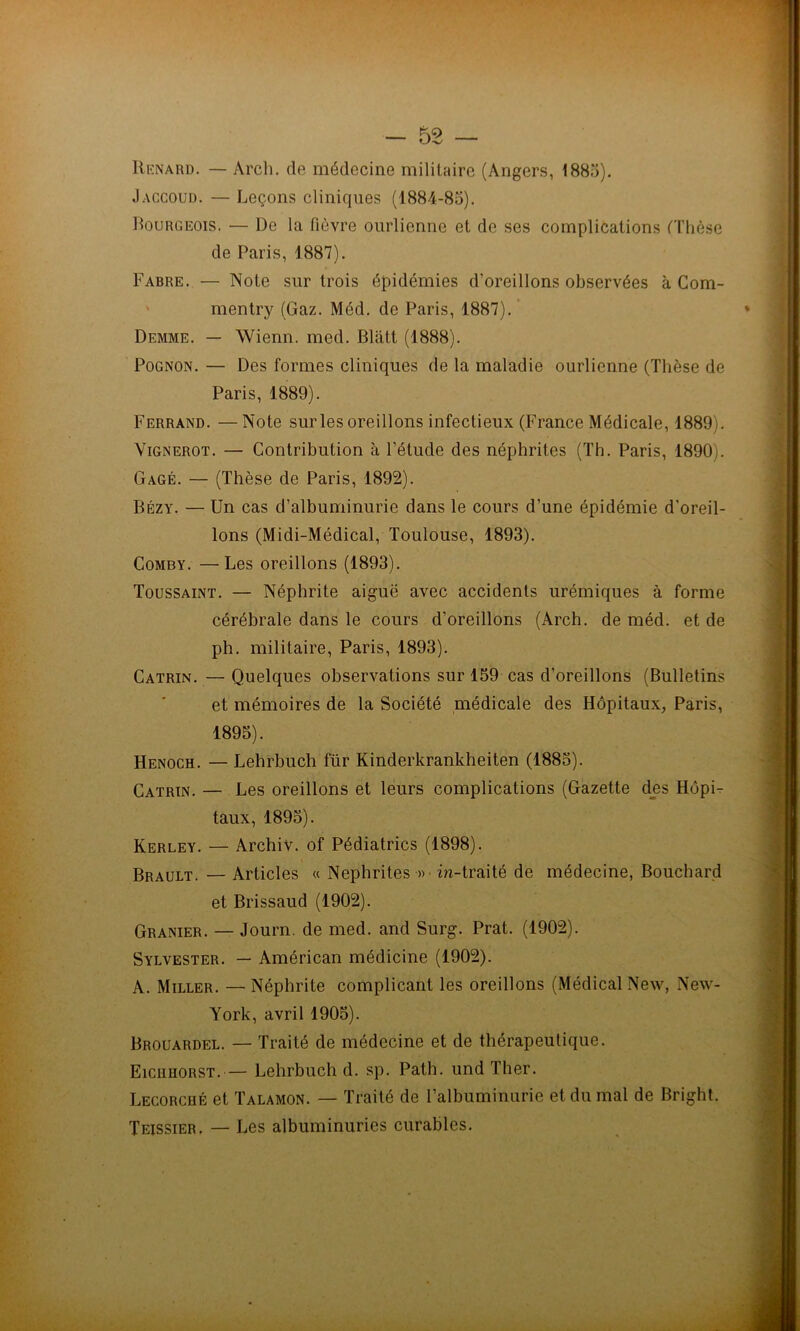 — 52 —
Renard. — Arch. de médecine militaire (Angers, 1885).
Jaccoud. — Leçons cliniques (1884-85).
Bourgeois. — De la fièvre ourlienne et de ses complications (Thèse
de Paris, 1887).
Fabre. — Note sur trois épidémies d'oreillons observées à Com-
mentry (Gaz. Méd. de Paris, 1887).
Demme. — Wienn. med. Blätt (1888).
Pognon. — Des formes cliniques de la maladie ourlienne (Thèse de
Paris, 1889).
Ferrand. — Note sur les oreillons infectieux (France Médicale, 1889).
Vignerot. — Contribution à l'étude des néphrites (Th. Paris, 1890).
Gagé. — (Thèse de Paris, 1892).
Bézy. — Un cas d'albuminurie dans le cours d'une épidémie d'oreil-
lons (Midi-Médical, Toulouse, 1893).
Comby. — Les oreillons (1893).
Toussaint. — Néphrite aiguë avec accidents urémiques à forme
cérébrale dans le cours d'oreillons (Arch. de méd. et de
ph. militaire, Paris, 1893).
Catrin. — Quelques observations sur 159 cas d'oreillons (Bulletins
et mémoires de la Société médicale des Hôpitaux, Paris,
1895).
Henoch. — Lehrbuch für Kinderkrankheiten (1885).
Catrin. — Les oreillons et leurs complications (Gazette des Hôpi-
taux, 1895).
Kerley. — Archiv. of Pédiatrics (1898).
Brault. — Articles « Nephrites » in-traité de médecine, Bouchard
et Brissaud (1902).
Granier. — Journ. de med. and Surg. Prat. (1902).
Sylvester. — Américan médicine (1902).
A. Miller. — Néphrite complicant les oreillons (Médical New, New-
York, avril 1905).
Brouardel. — Traité de médecine et de thérapeutique.
Eichhorst. — Lehrbuch d. sp. Path. und Ther.
Lecorché et Talamon. — Traité de l'albuminurie et du mal de Bright.
Teissier. — Les albuminuries curables.